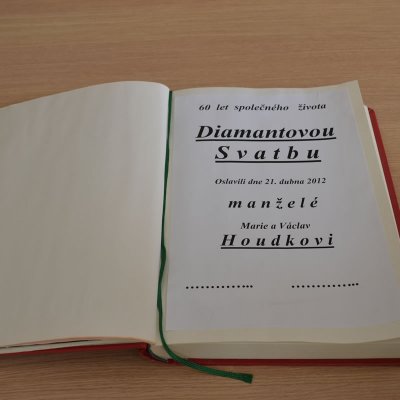 60 let společného života
Diamantovou
Svatbu
Oslavili dne 21. dubna 2012
manželé
Marie a Václav
Houdkovi
………….. …………..